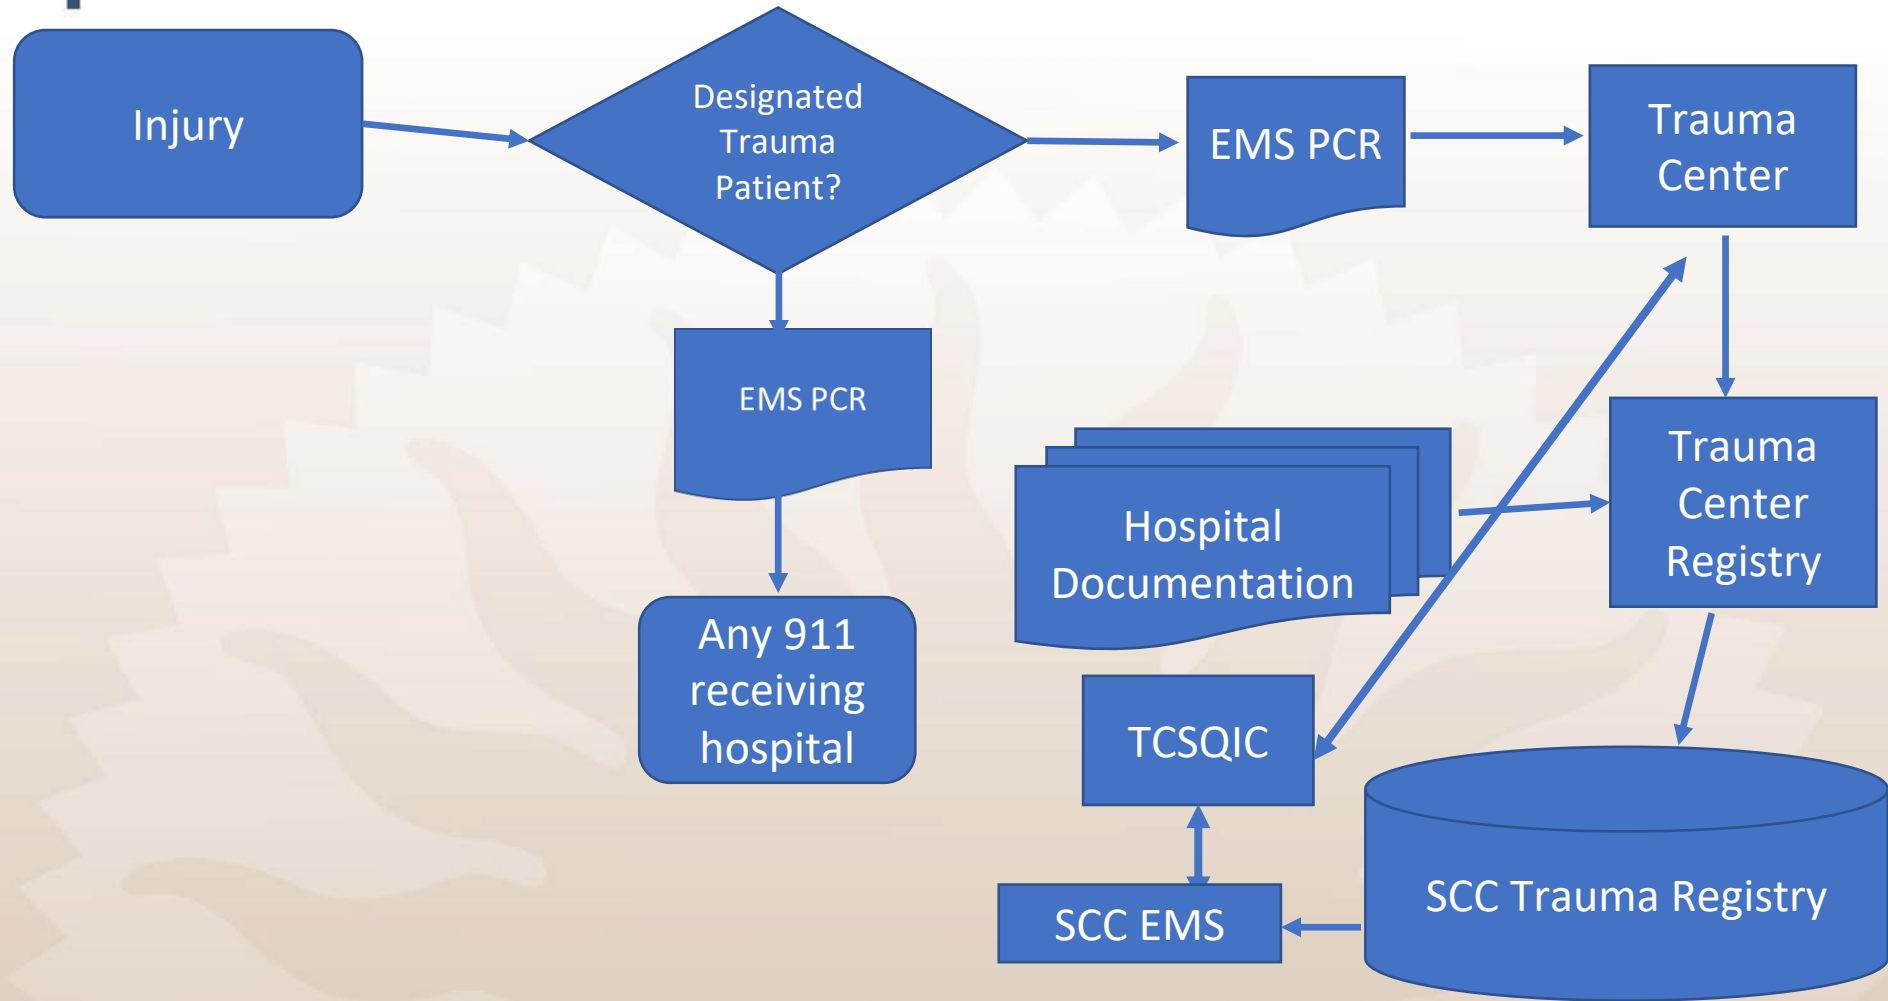 Injury
Designated
Trauma
Patient?
EMS PCR
Trauma
Center
EMS PCR
Any 911
receiving
hospital
Hospital
Documentation
Trauma
Center
Registry
TCSQIC
SCC EMS
SCC Trauma Registry